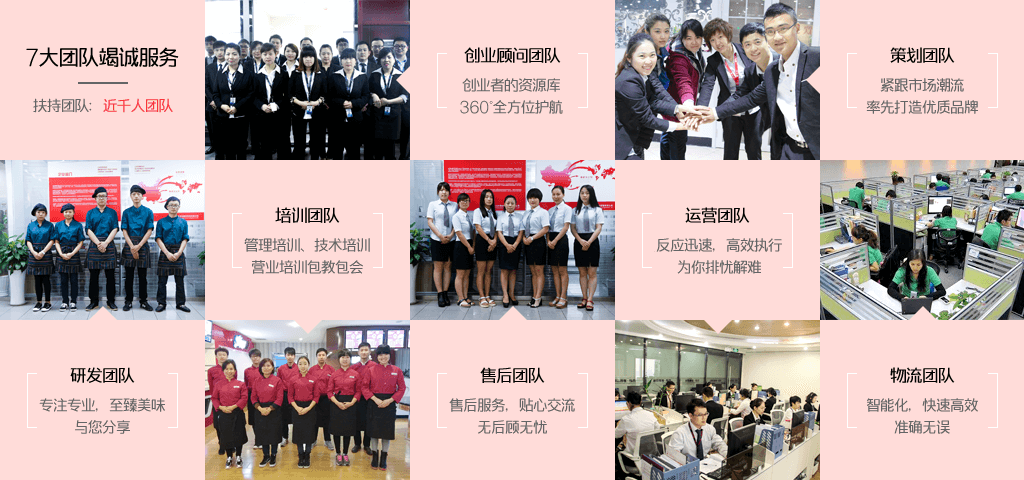 7大团队竭诚服务
扶持团队: 近千人团队
创业顾问团队
创业者的资源库
360°全方位护航
策划团队
紧跟市场潮流
率先打造优质品牌
培训团队
管理培训、技术培训
营业培训包教包会
运营团队
反应迅速, 高效执行
为你排忧解难
研发团队
专注专业, 至臻美味
与您分享
售后团队
售后服务, 贴心交流
无后顾无忧
物流团队
智能化, 快速高效
准确无误